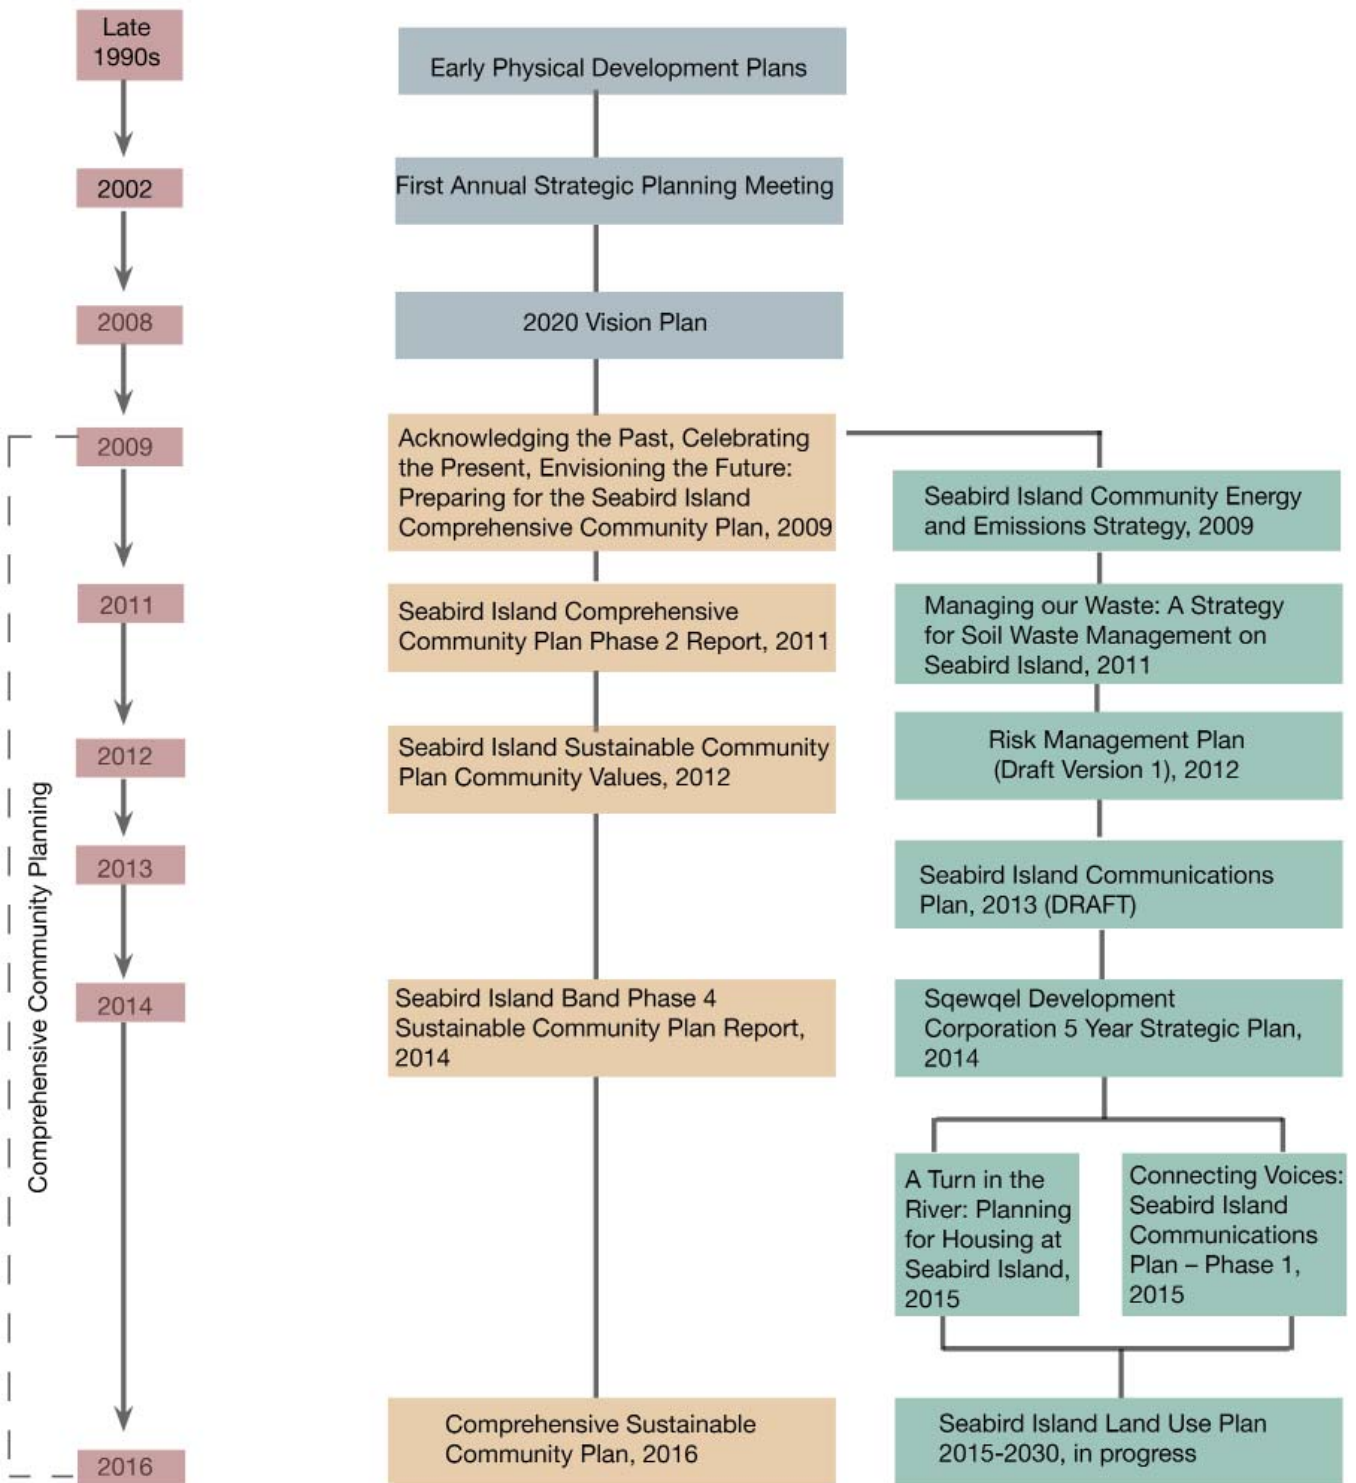 Late
1990s
Early Physical Development Plans
2002
First Annual Strategic Planning Meeting
2008
2020 Vision Plan
Comprehensive Community Planning
2009
Acknowledging the Past, Celebrating
the Present, Envisioning the Future:
Preparing for the Seabird Island
Comprehensive Community Plan, 2009
Seabird Island Community Energy
and Emissions Strategy, 2009
2011
Seabird Island Comprehensive
Community Plan Phase 2 Report, 2011
Managing our Waste: A Strategy
for Soil Waste Management on
Seabird Island, 2011
2012
Seabird Island Sustainable Community
Plan Community Values, 2012
Risk Management Plan
(Draft Version 1), 2012
2013
Seabird Island Communications
Plan, 2013 (DRAFT)
2014
Seabird Island Band Phase 4
Sustainable Community Plan Report,
2014
Sqewqel Development
Corporation 5 Year Strategic Plan,
2014
A Turn in the
River: Planning
for Housing at
Seabird Island,
2015
Connecting Voices:
Seabird Island
Communications
Plan – Phase 1,
2015
2016
Comprehensive Sustainable
Community Plan, 2016
Seabird Island Land Use Plan
2015-2030, in progress